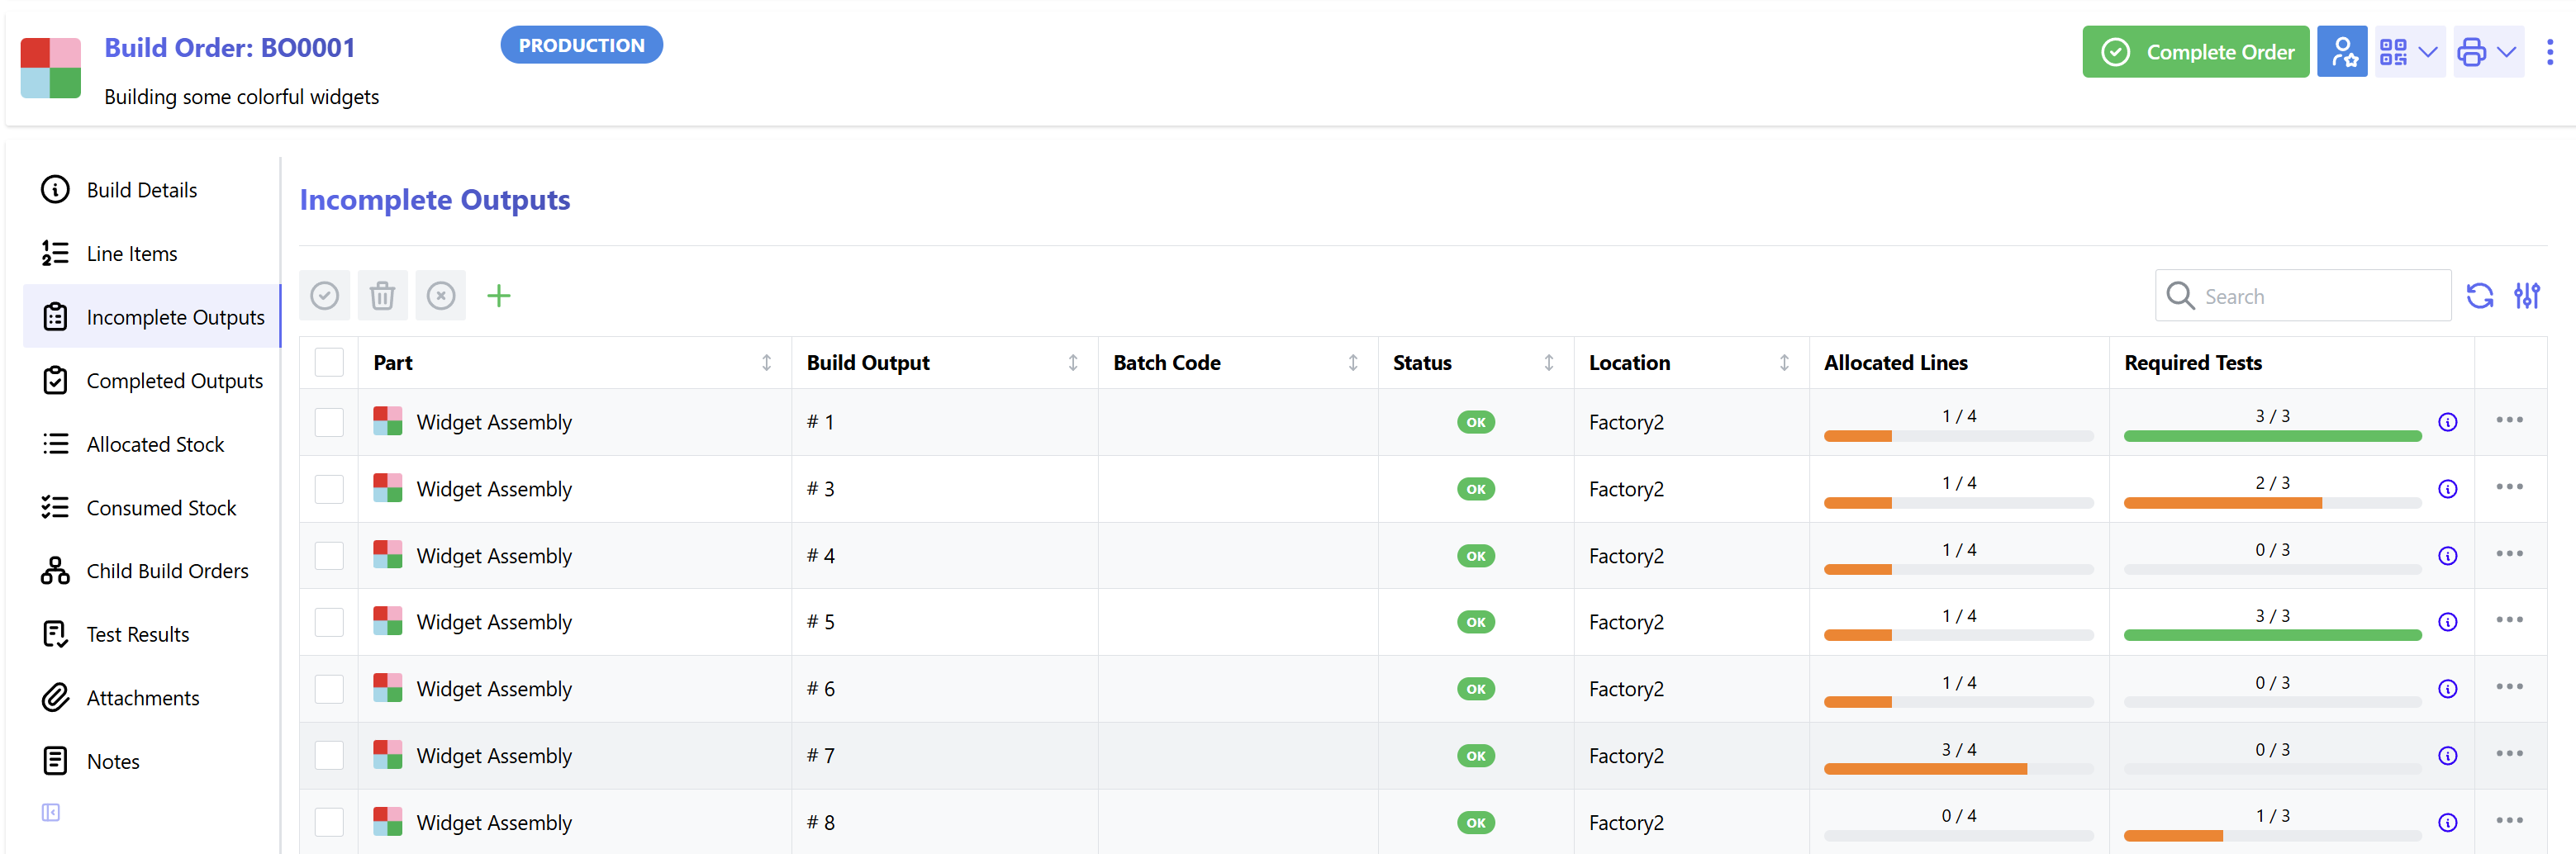 Build Order: BO0001
PRODUCTION
Complete Order
Building some colorful widgets
Build Details
Line Items
Incomplete Outputs
Completed Outputs
Allocated Stock
Consumed Stock
Child Build Orders
Test Results
Attachments
Notes
Incomplete Outputs
Search
Part Build Output Batch Code Status Location Allocated Lines Required Tests
Widget Assembly # 1 OK Factory2 1 / 4 3 / 3
Widget Assembly # 3 OK Factory2 1 / 4 2 / 3
Widget Assembly # 4 OK Factory2 1 / 4 0 / 3
Widget Assembly # 5 OK Factory2 1 / 4 3 / 3
Widget Assembly # 6 OK Factory2 1 / 4 0 / 3
Widget Assembly # 7 OK Factory2 3 / 4 0 / 3
Widget Assembly # 8 OK Factory2 0 / 4 1 / 3